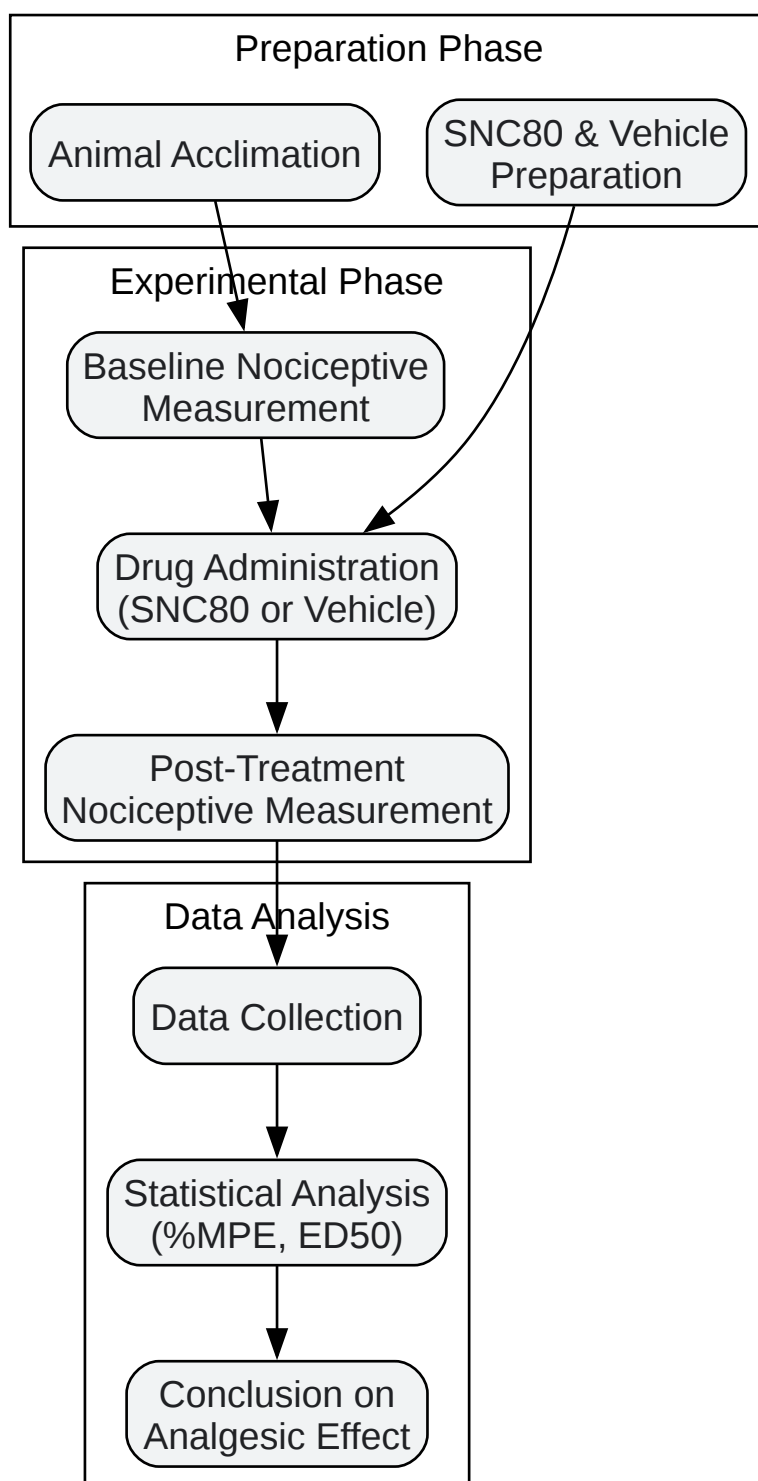 Preparation Phase
Animal Acclimation
SNC80 & Vehicle
Preparation
Experimental Phase
Baseline Nociceptive
Measurement
Drug Administration
(SNC80 or Vehicle)
Post-Treatment
Nociceptive Measurement
Data Analysis
Data Collection
Statistical Analysis
(%MPE, ED50)
Conclusion on
Analgesic Effect